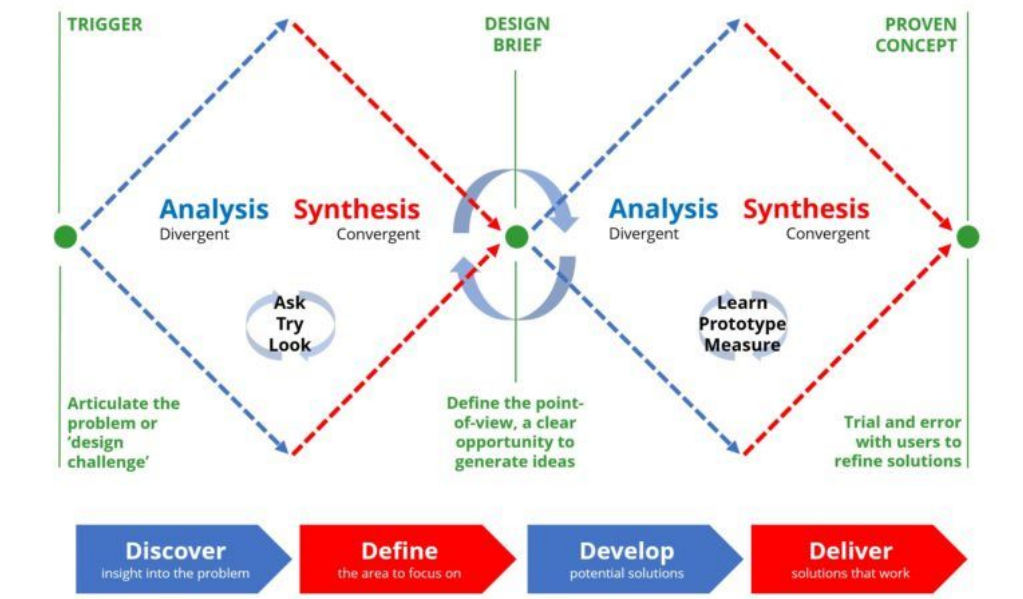 TRIGGER
DESIGN
BRIEF
PROVEN
CONCEPT
Analysis
Divergent
Synthesis
Convergent
Analysis
Divergent
Synthesis
Convergent
Ask
Try
Look
Learn
Prototype
Measure
Articulate the
problem or
‘design
challenge’
Define the point-
of-view, a clear
opportunity to
generate ideas
Trial and error
with users to
refine solutions
Discover
insight into the problem
Define
the area to focus on
Develop
potential solutions
Deliver
solutions that work